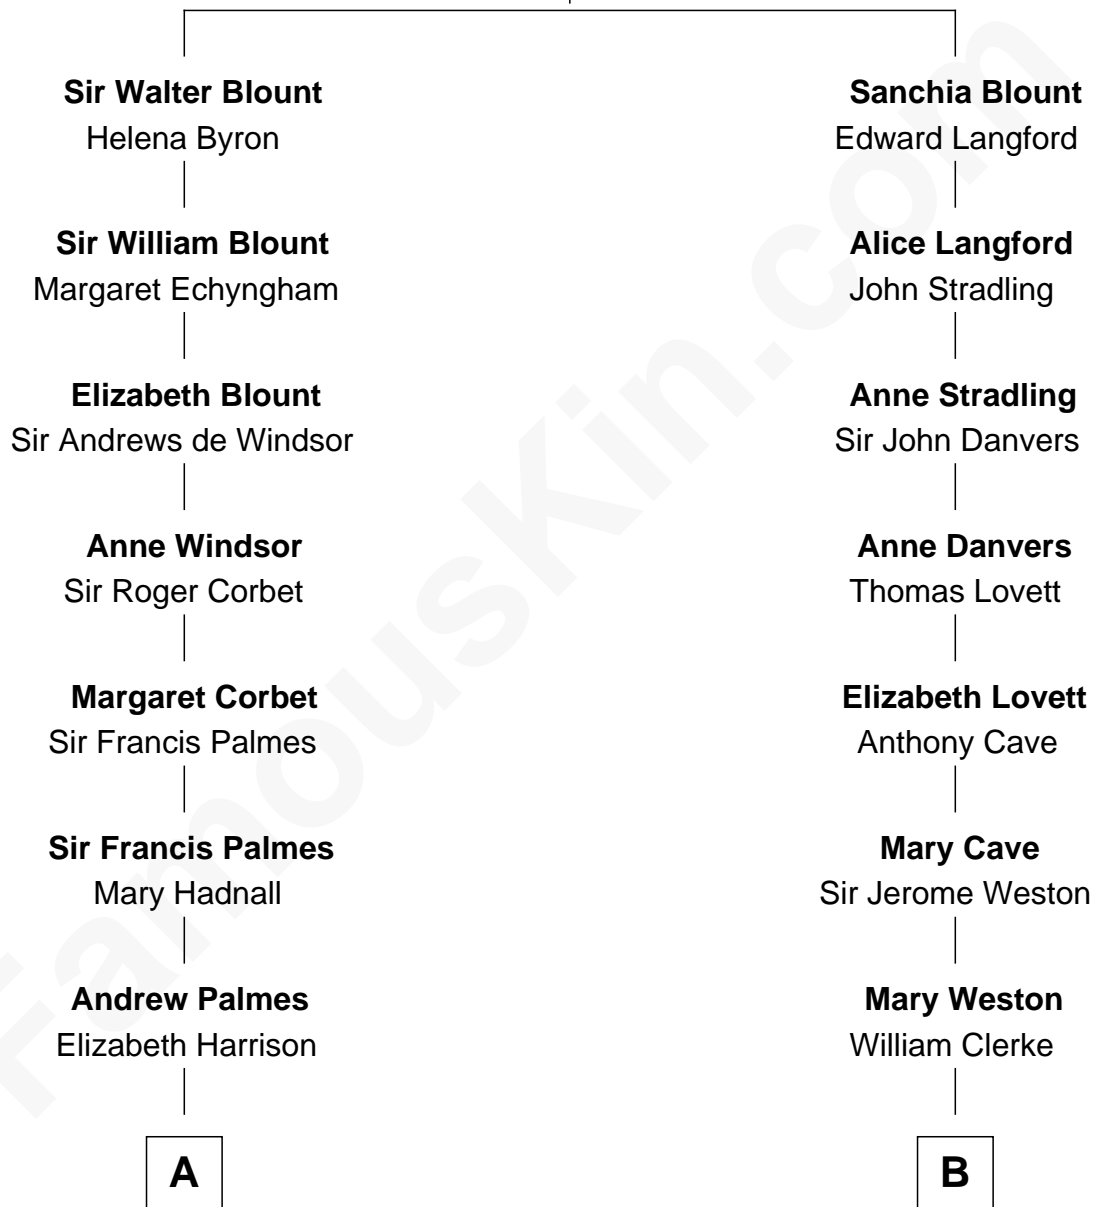 Sir Walter Blount
Helena Byron
Sanchia Blount
Edward Langford
Sir William Blount
Margaret Echyngham
Alice Langford
John Stradling
Elizabeth Blount
Sir Andrews de Windsor
Anne Stradling
Sir John Danvers
Anne Windsor
Sir Roger Corbet
Anne Danvers
Thomas Lovett
Margaret Corbet
Sir Francis Palmes
Elizabeth Lovett
Anthony Cave
Sir Francis Palmes
Mary Hadnall
Mary Cave
Sir Jerome Weston
Andrew Palmes
Elizabeth Harrison
Mary Weston
William Clerke
A
B
FamousKin.com